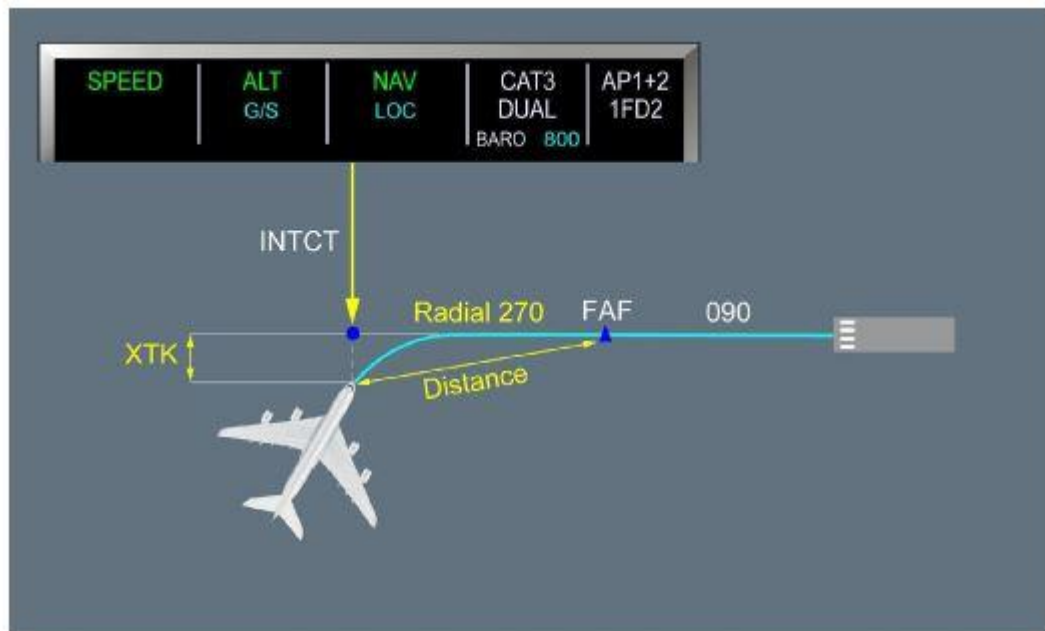 SPEED
ALT
NAV
CAT3
AP1+2
G/S
LOC
DUAL
1FD2
BARO 800
INTCT
Radial 270
FAF
090
XTK
Distance